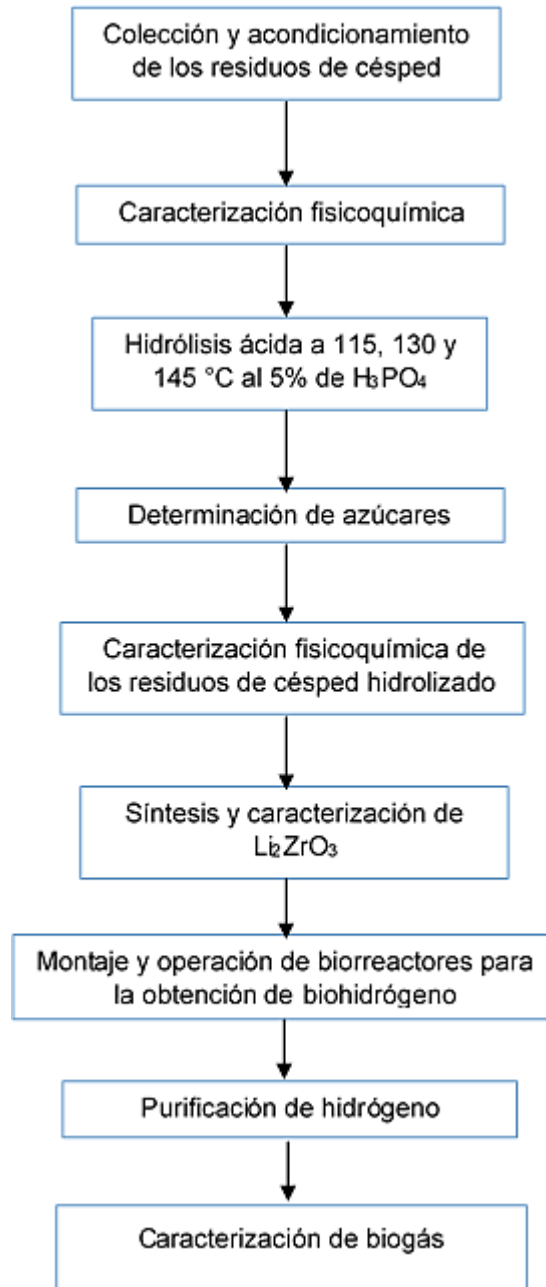 Colección y acondicionamiento
de los residuos de césped
Caracterización fisicoquímica
Hidrólisis ácida a 115, 130 y
145 °C al 5% de H₃PO₄
Determinación de azúcares
Caracterización fisicoquímica de
los residuos de césped hidrolizado
Síntesis y caracterización de
Li₂ZrO₃
Montaje y operación de biorreactores para
la obtención de biohidrógeno
Purificación de hidrógeno
Caracterización de biogás